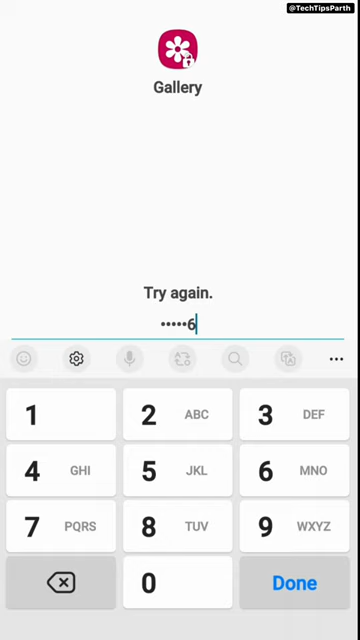 @TechTipsParth
Gallery
Try again.
•••••6
1
2 ABC
3 DEF
4 GHI
5 JKL
6 MNO
7 PQRS
8 TUV
9 WXYZ
0
Done